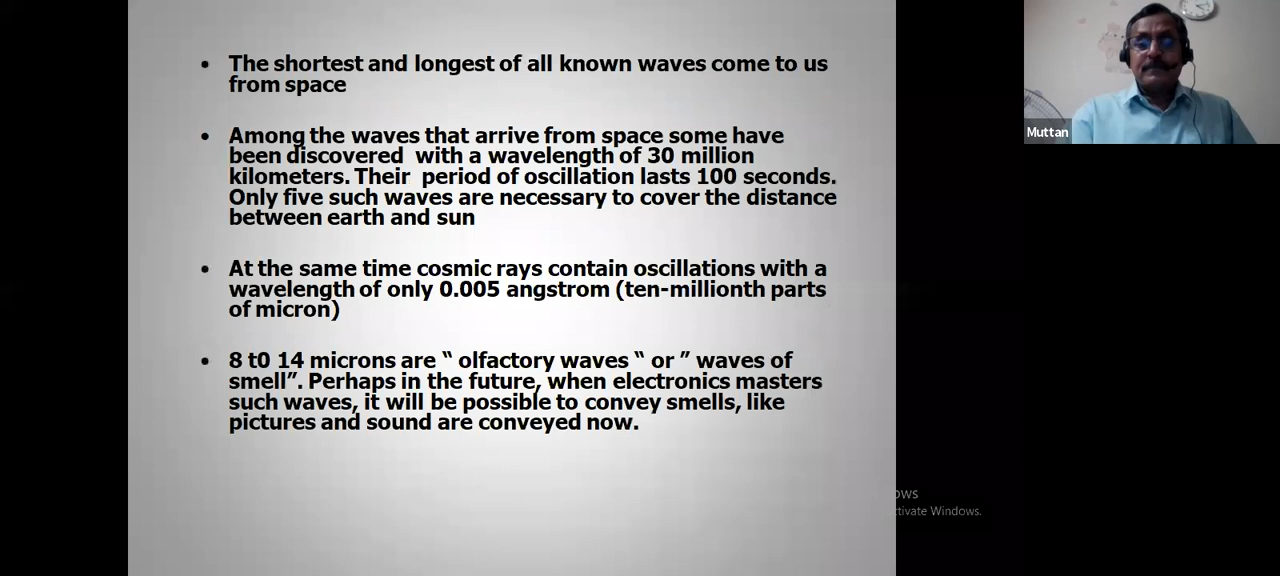 • The shortest and longest of all known waves come to us
from space
• Among the waves that arrive from space some have
been discovered with a wavelength of 30 million
kilometers. Their period of oscillation lasts 100 seconds.
Only five such waves are necessary to cover the distance
between earth and sun
• At the same time cosmic rays contain oscillations with a
wavelength of only 0.005 angstrom (ten-millionth parts
of micron)
• 8 t0 14 microns are “ olfactory waves “ or ” waves of
smell”. Perhaps in the future, when electronics masters
such waves, it will be possible to convey smells, like
pictures and sound are conveyed now.
Muttan
ows
ctivate Windows.